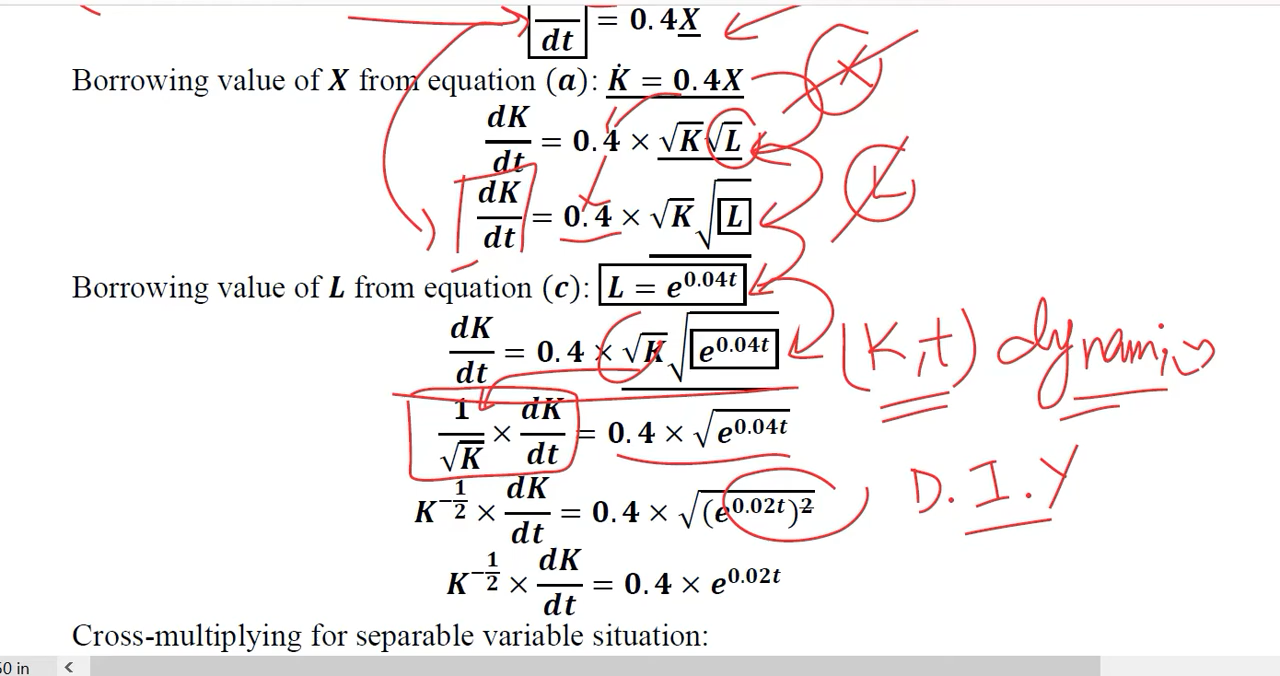 dt = 0.4X
Borrowing value of X from equation (a): K̇ = 0.4X
dK/dt = 0.4 × √K√L
dK/dt = 0.4 × √K √L
Borrowing value of L from equation (c): L = e^0.04t
dK/dt = 0.4 × √K √e^0.04t
(K,t) dynamics
1/√K × dK/dt = 0.4 × √e^0.04t
K^-1/2 × dK/dt = 0.4 × √(e^0.02t)^2
D.I.Y
K^-1/2 × dK/dt = 0.4 × e^0.02t
Cross-multiplying for separable variable situation:
50 in
X
L